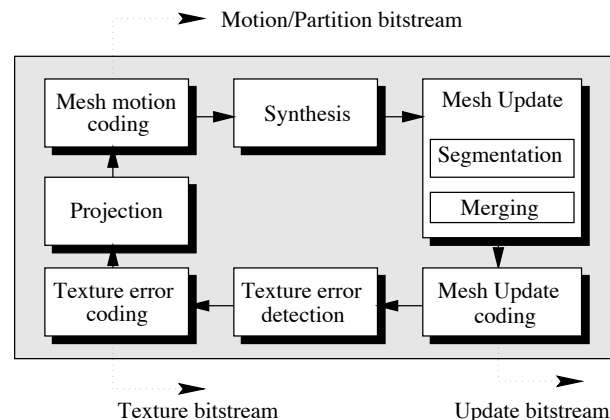 Motion/Partition bitstream
Mesh motion
coding
Synthesis
Mesh Update
Segmentation
Merging
Projection
Texture error
coding
Texture error
detection
Mesh Update
coding
Texture bitstream
Update bitstream